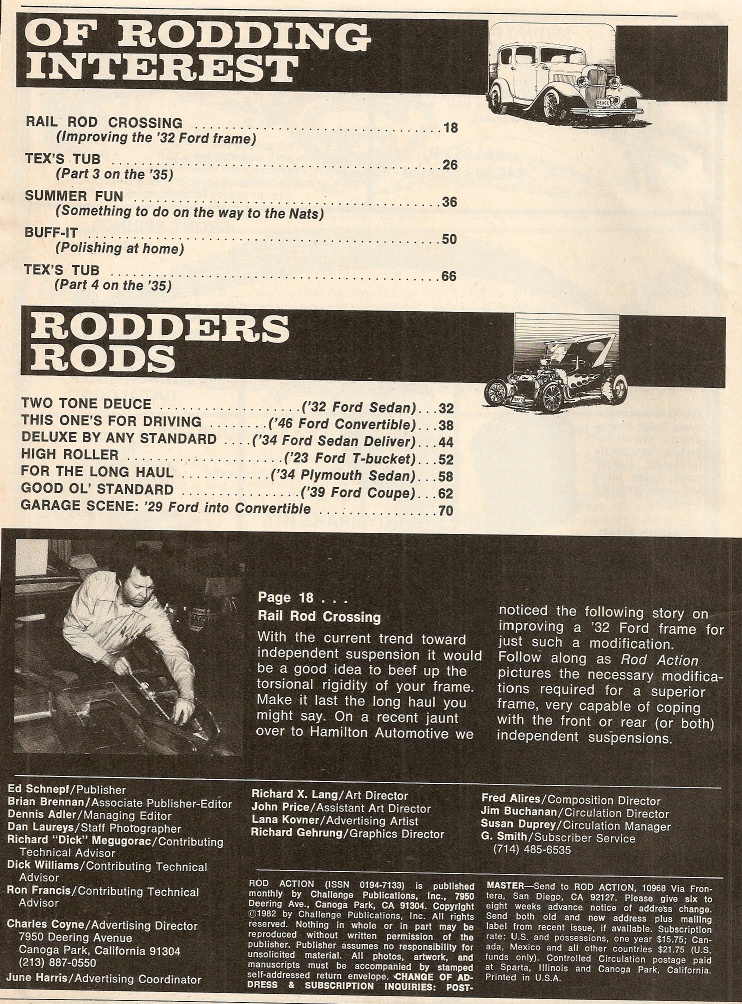 OF RODDING
INTEREST
RAIL ROD CROSSING ........................................18
(Improving the '32 Ford frame)
TEX'S TUB ........................................26
(Part 3 on the '35)
SUMMER FUN ........................................36
(Something to do on the way to the Nats)
BUFF-IT ........................................50
(Polishing at home)
TEX'S TUB ........................................66
(Part 4 on the '35)
RODDERS
RODS
TWO TONE DEUCE ....................('32 Ford Sedan)...32
THIS ONE'S FOR DRIVING ........('46 Ford Convertible)...38
DELUXE BY ANY STANDARD ....('34 Ford Sedan Deliver)...44
HIGH ROLLER ......................('23 Ford T-bucket)...52
FOR THE LONG HAUL .............('34 Plymouth Sedan)...58
GOOD OL' STANDARD .................('39 Ford Coupe)...62
GARAGE SCENE: '29 Ford into Convertible ................70
Page 18 . . .
Rail Rod Crossing
With the current trend toward
independent suspension it would
be a good idea to beef up the
torsional rigidity of your frame.
Make it last the long haul you
might say. On a recent jaunt
over to Hamilton Automotive we
noticed the following story on
improving a '32 Ford frame for
just such a modification.
Follow along as Rod Action
pictures the necessary modifica-
tions required for a superior
frame, very capable of coping
with the front or rear (or both)
independent suspensions.
Ed Schnepf/Publisher
Brian Brennan/Associate Publisher-Editor
Dennis Adler/Managing Editor
Dan Laureys/Staff Photographer
Richard "Dick" Megugorac/Contributing
Technical Advisor
Dick Williams/Contributing Technical
Advisor
Ron Francis/Contributing Technical
Advisor
Charles Coyne/Advertising Director
7950 Deering Avenue
Canoga Park, California 91304
(213) 887-0550
June Harris/Advertising Coordinator
Richard X. Lang/Art Director
John Price/Assistant Art Director
Lana Kovner/Advertising Artist
Richard Gehrung/Graphics Director
Fred Alires/Composition Director
Jim Buchanan/Circulation Director
Susan Duprey/Circulation Manager
G. Smith/Subscriber Service
(714) 485-6535
ROD ACTION (ISSN 0194-7133) is published
monthly by Challenge Publications, Inc., 7950
Deering Ave., Canoga Park, CA 91304. Copyright
©1982 by Challenge Publications, Inc. All rights
reserved. Nothing in whole or in part may be
reproduced without written permission of the
publisher. Publisher assumes no responsibility for
unsolicited material. All photos, artwork, and
manuscripts must be accompanied by stamped
self-addressed return envelope. CHANGE OF AD-
DRESS & SUBSCRIPTION INQUIRIES: POST-
MASTER—Send to ROD ACTION, 10968 Via Fron-
tera, San Diego, CA 92127. Please give six to
eight weeks advance notice of address change.
Send both old and new address plus mailing
label from recent issue, if available. Subscription
rate: U.S. and possessions, one year $15.75; Can-
ada, Mexico and all other countries $21.75 (U.S.
funds only). Controlled Circulation postage paid
at Sparta, Illinois and Canoga Park, California.
Printed in U.S.A.